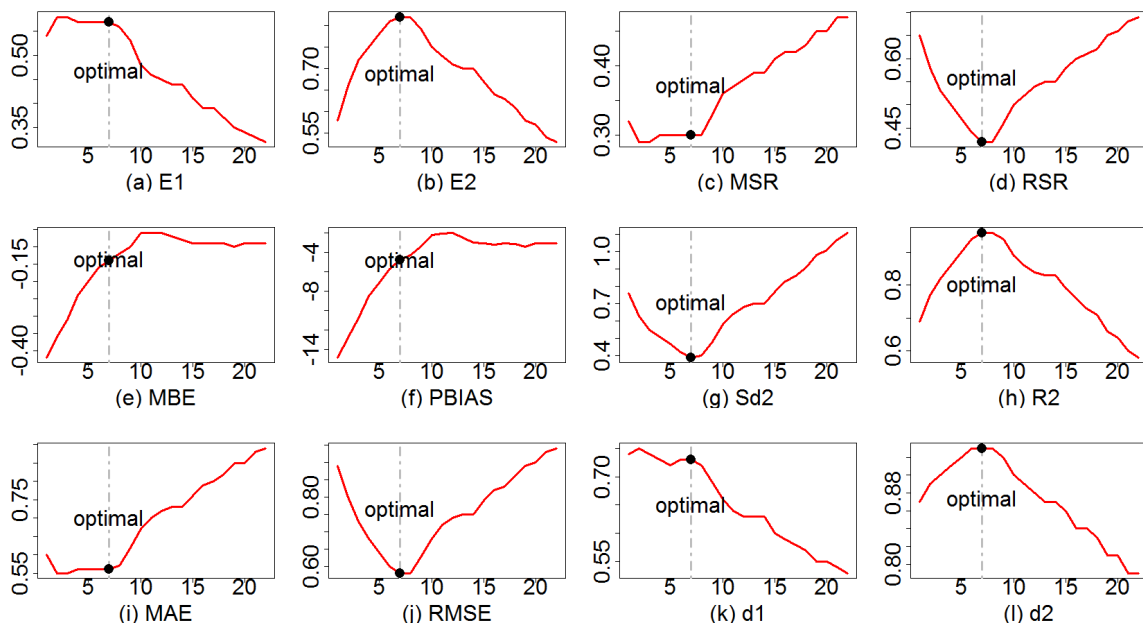 0.35 0.50
optimal
5 10 15 20
(a) E1
0.55 0.70
optimal
5 10 15 20
(b) E2
0.30 0.40
optimal
5 10 15 20
(c) MSR
0.45 0.60
optimal
5 10 15 20
(d) RSR
-0.40 -0.15
optimal
5 10 15 20
(e) MBE
-14 -8 -4
optimal
5 10 15 20
(f) PBIAS
0.4 0.7 1.0
optimal
5 10 15 20
(g) Sd2
0.6 0.8
optimal
5 10 15 20
(h) R2
0.55 0.75
optimal
5 10 15 20
(i) MAE
0.60 0.80
optimal
5 10 15 20
(j) RMSE
0.55 0.70
optimal
5 10 15 20
(k) d1
0.80 0.88
optimal
5 10 15 20
(l) d2